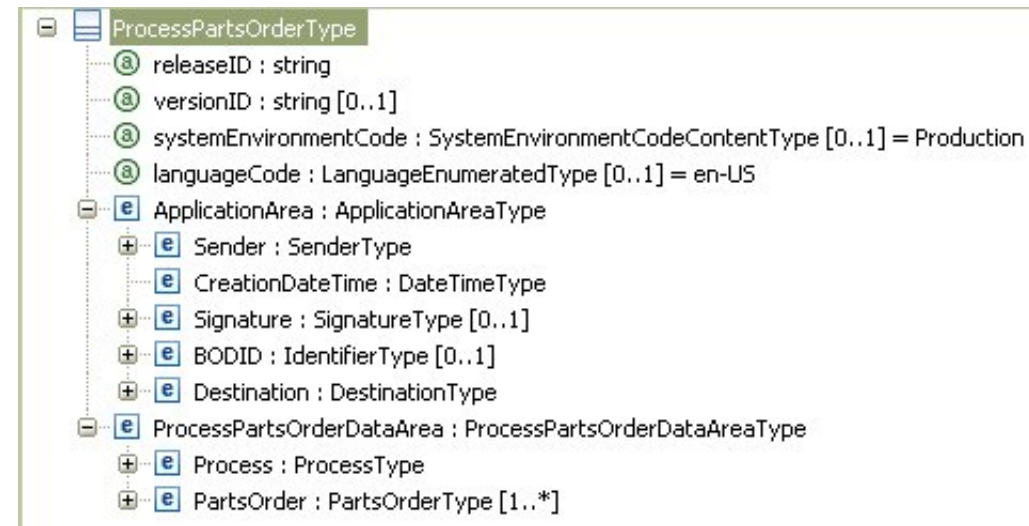 ProcessPartsOrderType
a releaseID : string
a versionID : string [0..1]
a systemEnvironmentCode : SystemEnvironmentCodeContentType [0..1] = Production
a languageCode : LanguageEnumeratedType [0..1] = en-US
e ApplicationArea : ApplicationAreaType
e Sender : SenderType
e CreationDateTime : DateTimeType
e Signature : SignatureType [0..1]
e BODID : IdentifierType [0..1]
e Destination : DestinationType
e ProcessPartsOrderDataArea : ProcessPartsOrderDataAreaType
e Process : ProcessType
e PartsOrder : PartsOrderType [1..*]